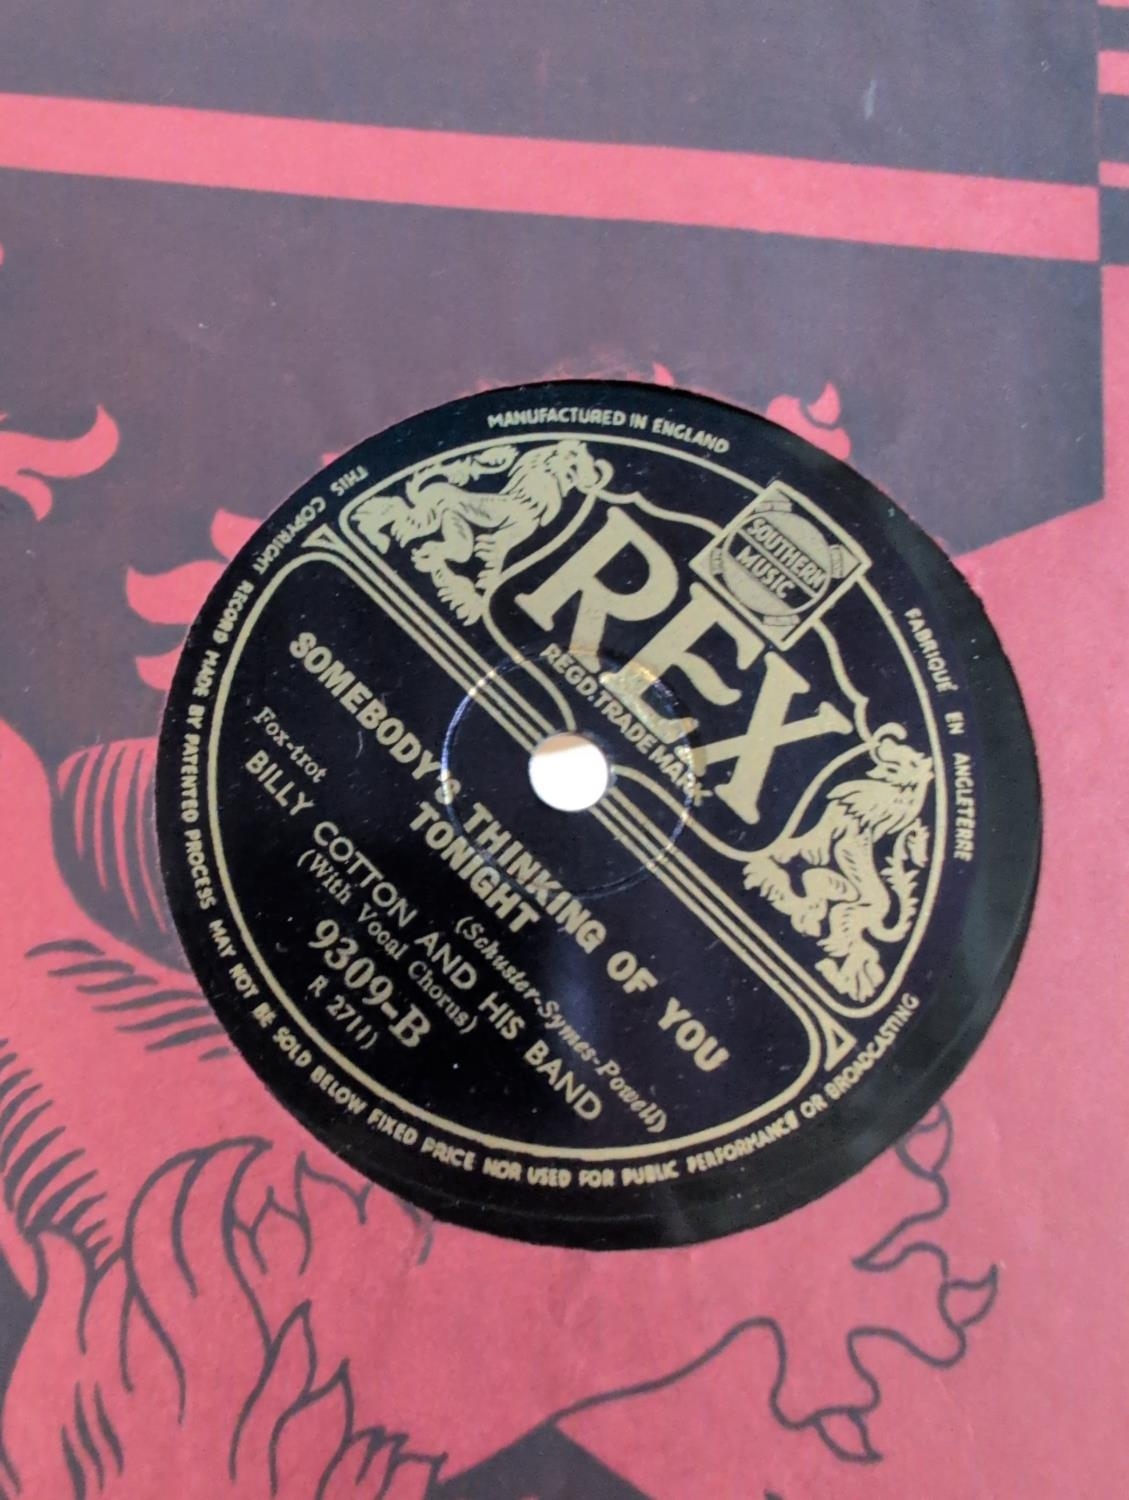 MANUFACTURED IN ENGLAND
FABRIQUÉ EN ANGLETERRE
REX
REGD. TRADE MARK
SOUTHERN
MUSIC
SOMEBODY'S THINKING OF YOU
TONIGHT
(Schuster-Symes-Powell)
Fox-trot
BILLY COTTON AND HIS BAND
(With Vocal Chorus)
9309-B
R 2711)
THIS COPYRIGHT RECORD MADE BY PATENTED PROCESS MAY NOT BE SOLD BELOW FIXED PRICE NOR USED FOR PUBLIC PERFORMANCE OR BROADCASTING